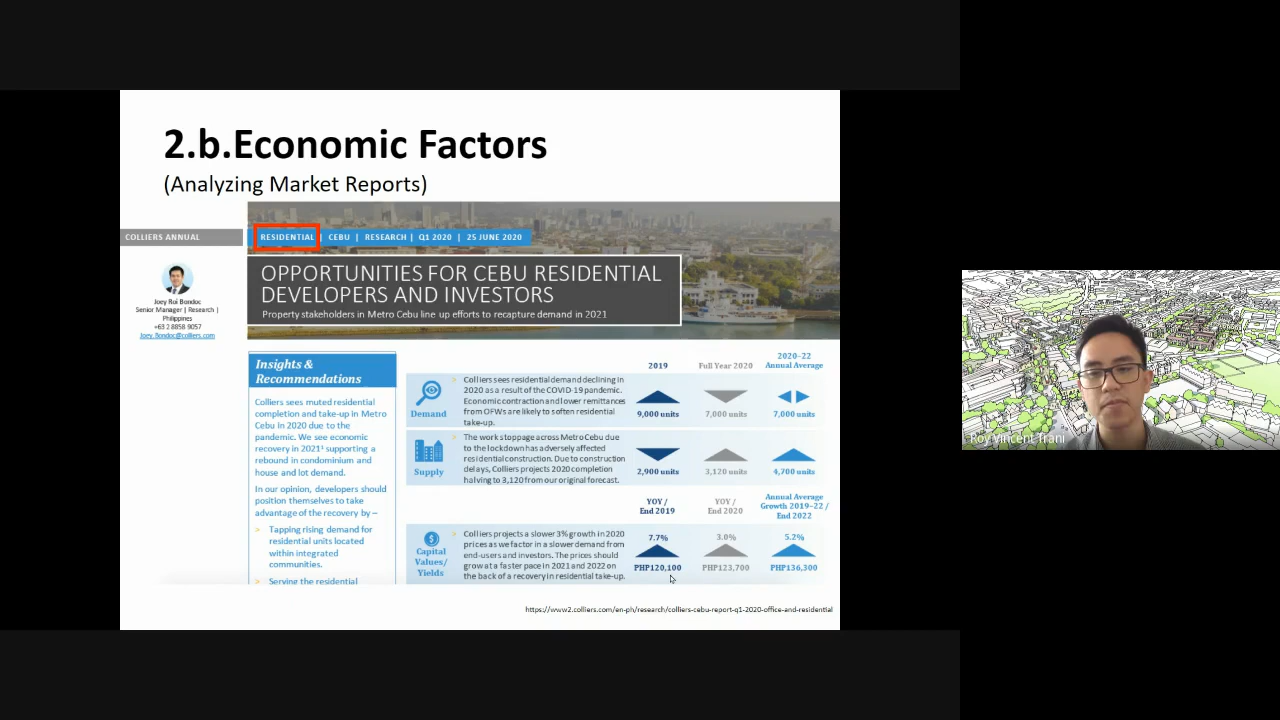 2.b.Economic Factors
(Analyzing Market Reports)
COLLIERS ANNUAL
RESIDENTIAL | CEBU | RESEARCH | Q1 2020 | 25 JUNE 2020
Joey Roi Bondoc
Senior Manager | Research |
Philippines
+63 2 8858 9057
Joey.Bondoc@colliers.com
OPPORTUNITIES FOR CEBU RESIDENTIAL
DEVELOPERS AND INVESTORS
Property stakeholders in Metro Cebu line up efforts to recapture demand in 2021
Insights &
Recommendations
Colliers sees muted residential
completion and take-up in Metro
Cebu in 2020 due to the
pandemic. We see economic
recovery in 2021¹ supporting a
rebound in condominium and
house and lot demand.
In our opinion, developers should
position themselves to take
advantage of the recovery by –
> Tapping rising demand for
residential units located
within integrated
communities.
> Serving the residential
2019
Full Year 2020
2020–22
Annual Average
Demand
> Colliers sees residential demand declining in
2020 as a result of the COVID-19 pandemic.
Economic contraction and lower remittances
from OFWs are likely to soften residential
take-up.
9,000 units
7,000 units
7,000 units
Supply
> The work stoppage across Metro Cebu due
to the lockdown has adversely affected
residential construction. Due to construction
delays, Colliers projects 2020 completion
halving to 3,120 from our original forecast.
2,900 units
3,120 units
4,700 units
YOY /
End 2019
YOY /
End 2020
Annual Average
Growth 2019–22 /
End 2022
Capital
Values/
Yields
> Colliers projects a slower 3% growth in 2020
prices as we factor in a slower demand from
end-users and investors. The prices should
grow at a faster pace in 2021 and 2022 on
the back of a recovery in residential take-up.
7.7%
3.0%
5.2%
PHP120,100
PHP123,700
PHP136,300
https://www2.colliers.com/en-ph/research/colliers-cebu-report-q1-2020-office-and-residential
Roy Vincent Trani